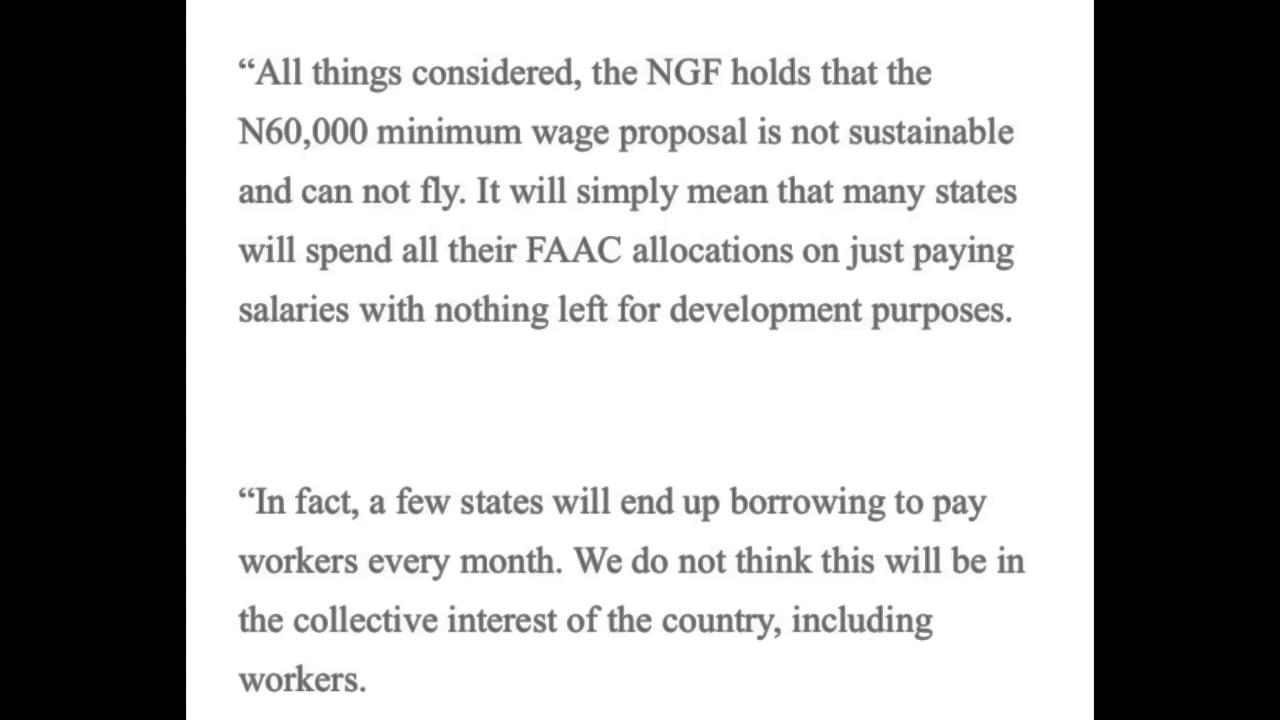 “All things considered, the NGF holds that the
N60,000 minimum wage proposal is not sustainable
and can not fly. It will simply mean that many states
will spend all their FAAC allocations on just paying
salaries with nothing left for development purposes.
“In fact, a few states will end up borrowing to pay
workers every month. We do not think this will be in
the collective interest of the country, including
workers.